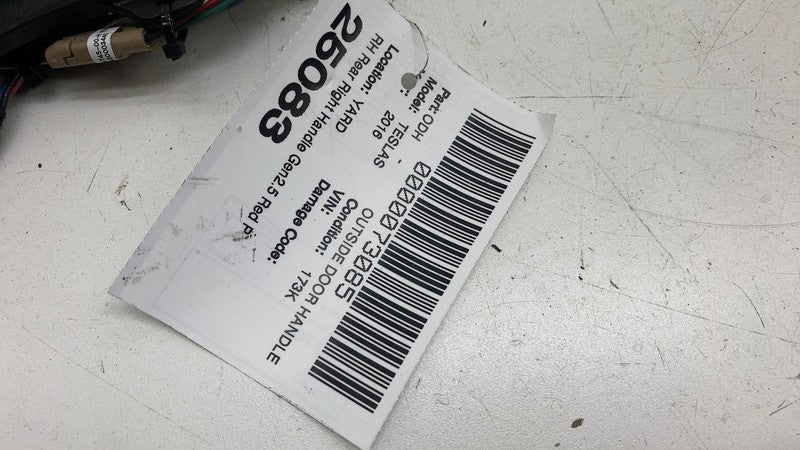 0000073085
Part: ODH - OUTSIDE DOOR HANDLE
Model: TESLAS 173K
2016 Condition:
Location: YARD VIN:
Damage Code:
RH Rear Right Handle Gen2.5 Red P
25083